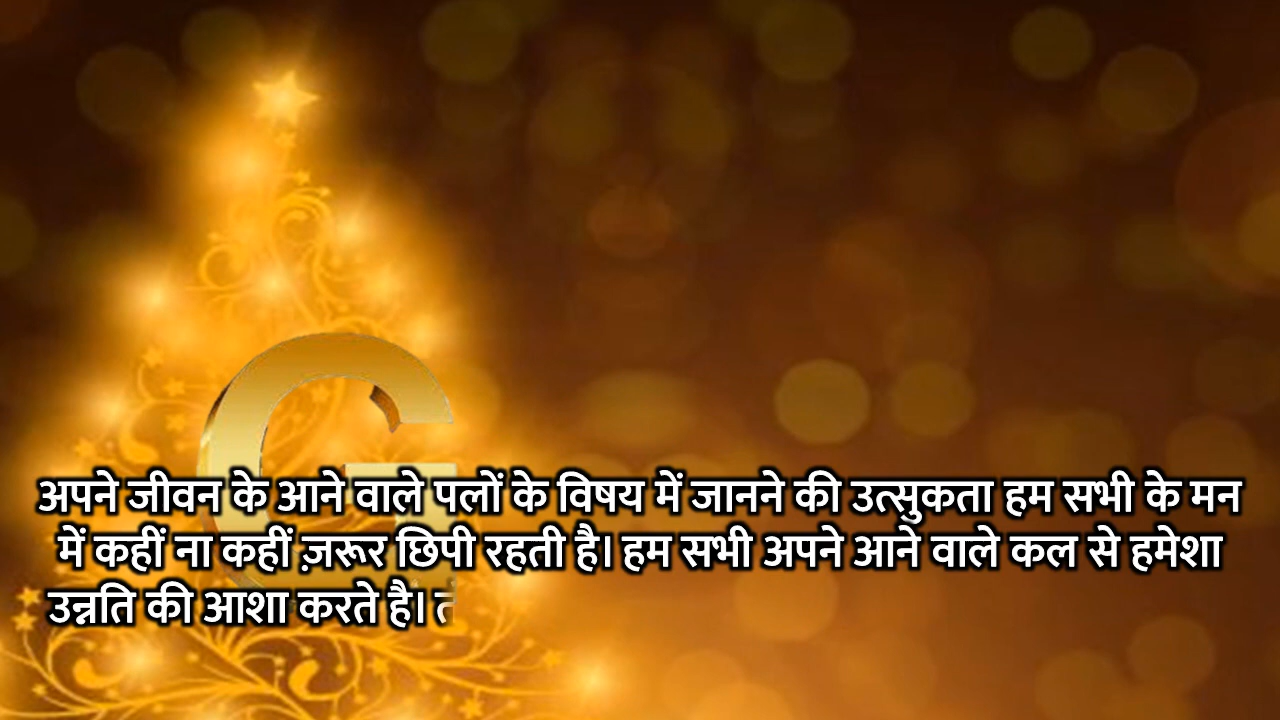 G
अपने जीवन के आने वाले पलों के विषय में जानने की उत्सुकता हम सभी के मन
में कहीं ना कहीं ज़रूर छिपी रहती है। हम सभी अपने आने वाले कल से हमेशा
उन्नति की आशा करते है।